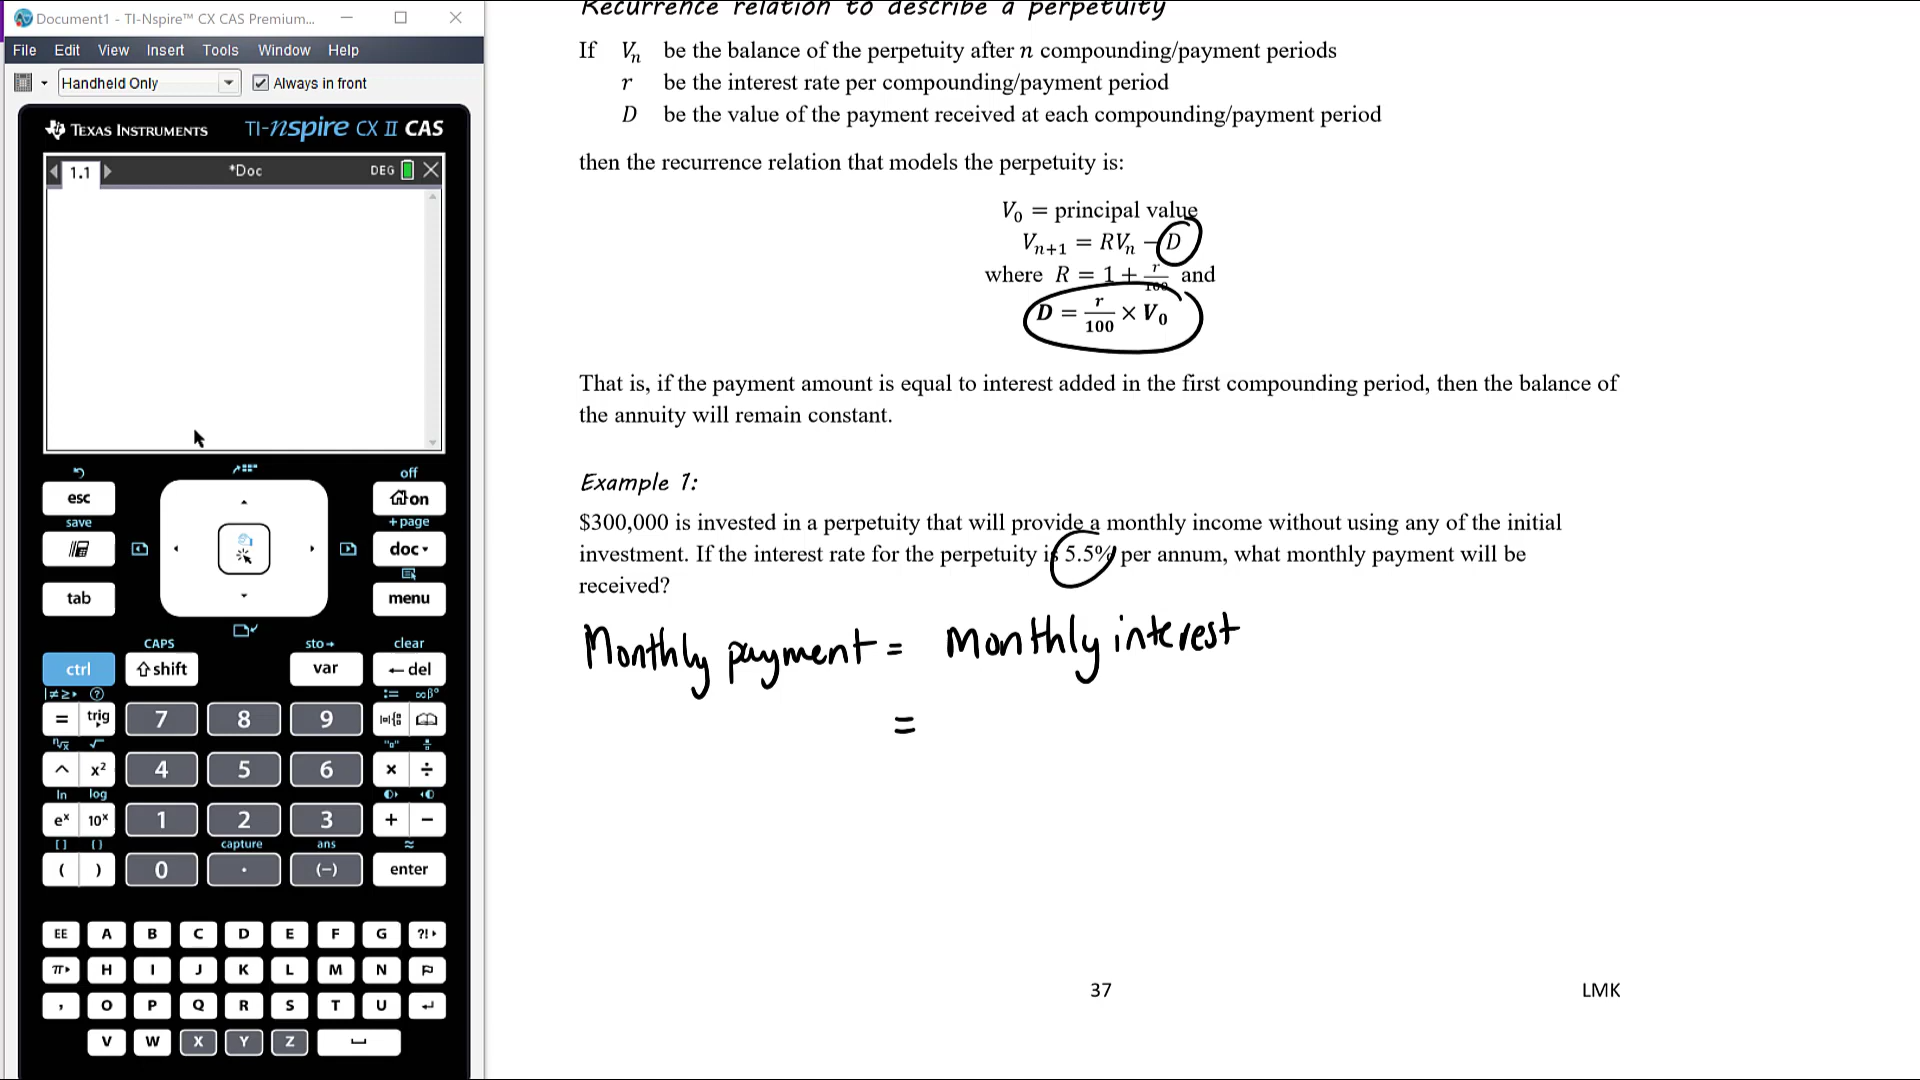 Document1 - TI-Nspire™ CX CAS Premium...
File Edit View Insert Tools Window Help
Handheld Only Always in front
TEXAS INSTRUMENTS TI-nspire CX II CAS
1.1 *Doc DEG
off
esc on
save + page
doc
tab menu
CAPS sto→ clear
ctrl ⇧shift var ←del
|≠≥▸ ? := ∞β°
= trig 7 8 9
ⁿ√x √ "▫"
^ x² 4 5 6 × ÷
ln log
eˣ 10ˣ 1 2 3 + −
[ ] { } capture ans ≈
( ) 0 . (−) enter
EE A B C D E F G ?!▸
π▸ H I J K L M N
, O P Q R S T U ↵
V W X Y Z
Recurrence relation to describe a perpetuity
If Vₙ be the balance of the perpetuity after n compounding/payment periods
r be the interest rate per compounding/payment period
D be the value of the payment received at each compounding/payment period
then the recurrence relation that models the perpetuity is:
V₀ = principal value
Vₙ₊₁ = RVₙ − D
where R = 1 + r/100 and
D = r/100 × V₀
That is, if the payment amount is equal to interest added in the first compounding period, then the balance of
the annuity will remain constant.
Example 1:
$300,000 is invested in a perpetuity that will provide a monthly income without using any of the initial
investment. If the interest rate for the perpetuity is 5.5% per annum, what monthly payment will be
received?
Monthly payment = Monthly interest
=
37 LMK